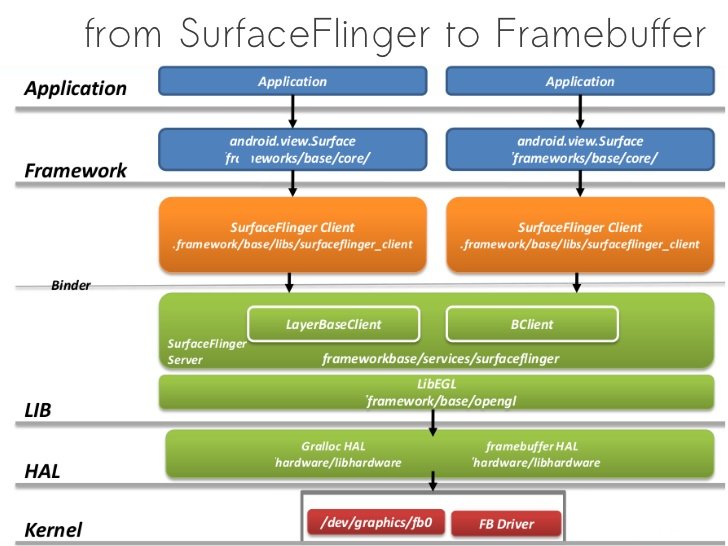 from SurfaceFlinger to Framebuffer
Application
Application
Application
android.view.Surface
android.view.Surface
Framework
'frameworks/base/core/
SurfaceFlinger Client
.framework/base/libs/surfaceflinger_client
SurfaceFlinger Client
.framework/base/libs/surfaceflinger_client
Binder
LayerBaseClient
BClient
SurfaceFlinger
Server
frameworkbase/services/surfaceflinger
LibEGL
'framework/base/opengl
LIB
Gralloc HAL
'hardware/libhardware
framebuffer HAL
'hardware/libhardware
HAL
/dev/graphics/fb0
FB Driver
Kernel